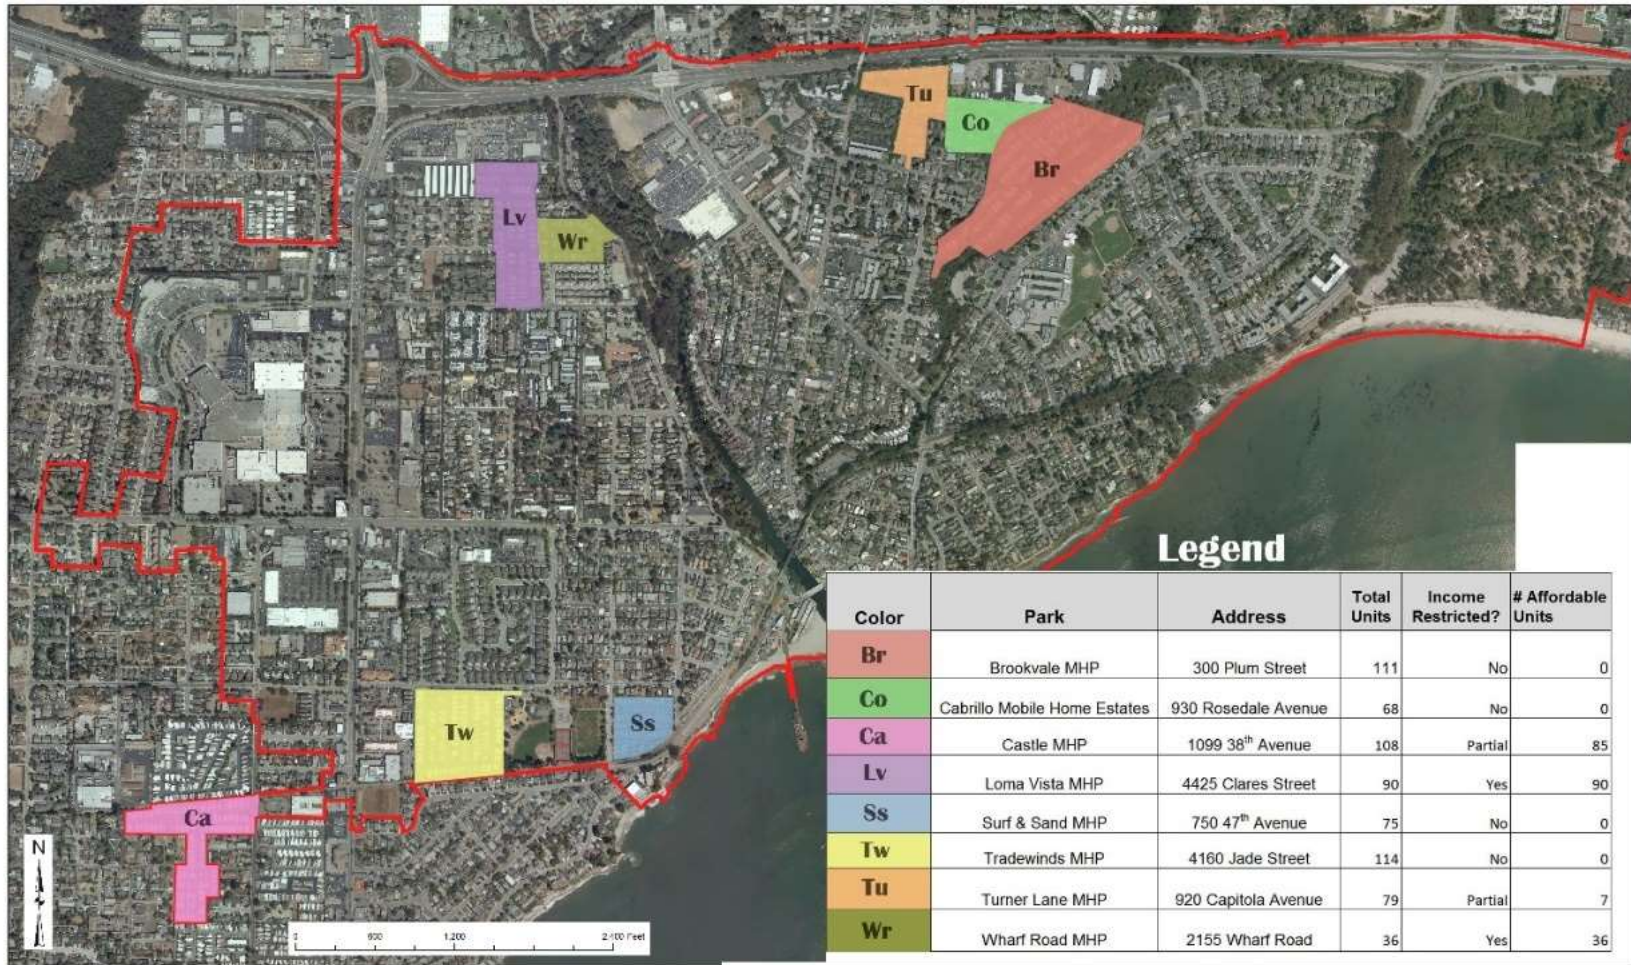 Tu
Co
Br
Lv
Wr
Tw
Ss
Ca
N
0 600 1,200 2,400 Feet
Legend
Color Park Address Total Units Income Restricted? # Affordable Units
Br Brookvale MHP 300 Plum Street 111 No 0
Co Cabrillo Mobile Home Estates 930 Rosedale Avenue 68 No 0
Ca Castle MHP 1099 38th Avenue 108 Partial 85
Lv Loma Vista MHP 4425 Clares Street 90 Yes 90
Ss Surf & Sand MHP 750 47th Avenue 75 No 0
Tw Tradewinds MHP 4160 Jade Street 114 No 0
Tu Turner Lane MHP 920 Capitola Avenue 79 Partial 7
Wr Wharf Road MHP 2155 Wharf Road 36 Yes 36